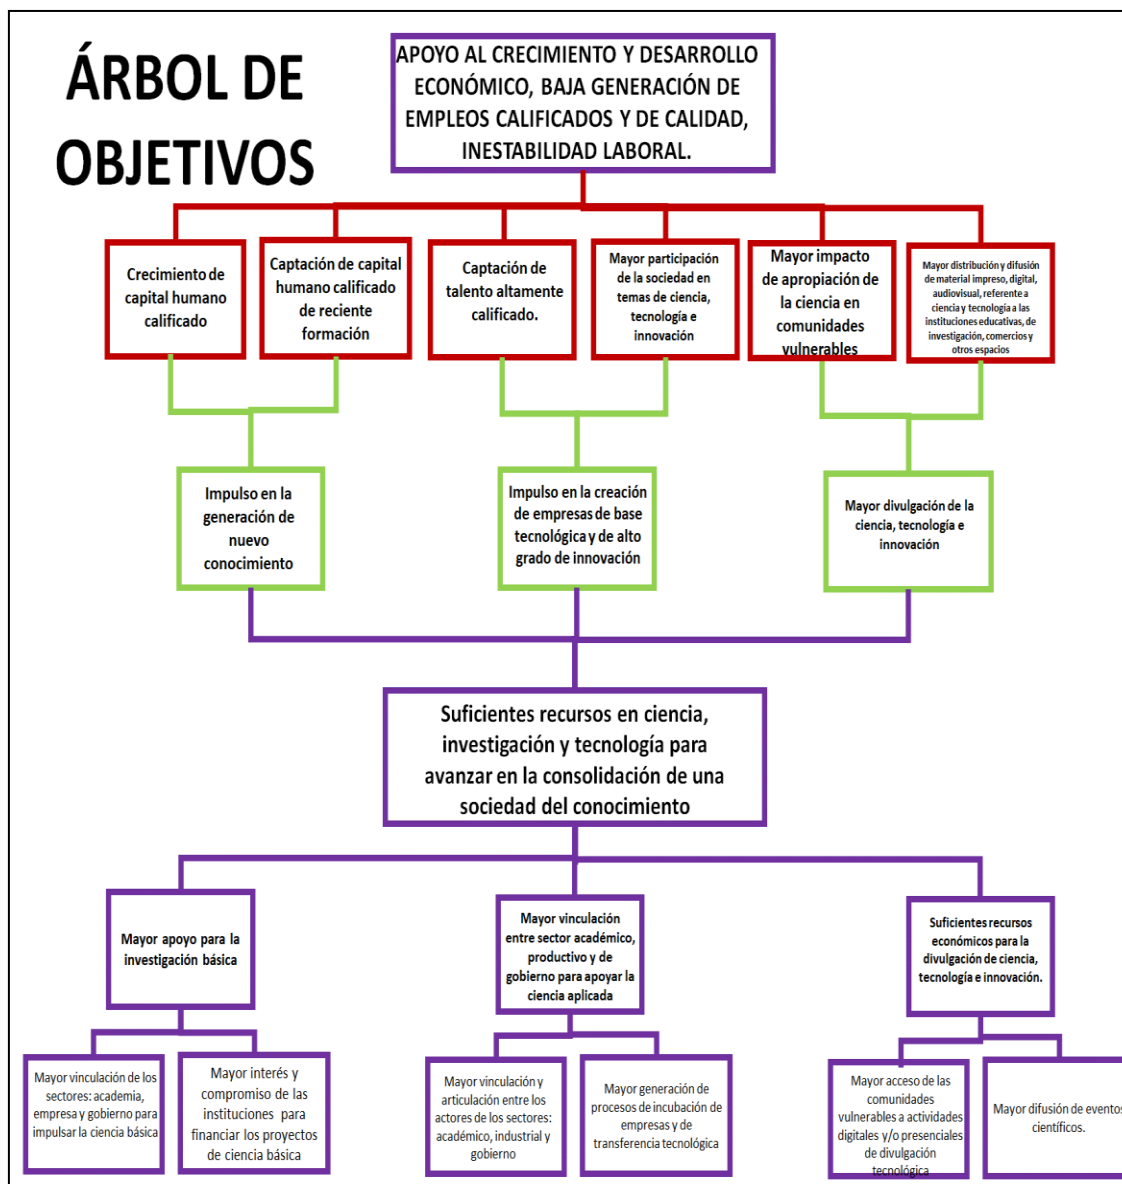 ÁRBOL DE
OBJETIVOS
APOYO AL CRECIMIENTO Y DESARROLLO
ECONÓMICO, BAJA GENERACIÓN DE
EMPLEOS CALIFICADOS Y DE CALIDAD,
INESTABILIDAD LABORAL.
Crecimiento de
capital humano
calificado
Captación de capital
humano calificado
de reciente
formación
Captación de
talento altamente
calificado.
Mayor participación
de la sociedad en
temas de ciencia,
tecnología e
innovación
Mayor impacto
de apropiación de
la ciencia en
comunidades
vulnerables
Mayor distribución y difusión
de material impreso, digital,
audiovisual, referente a
ciencia y tecnología a las
instituciones educativas, de
investigación, comercios y
otros espacios
Impulso en la
generación de
nuevo
conocimiento
Impulso en la creación
de empresas de base
tecnológica y de alto
grado de innovación
Mayor divulgación de la
ciencia, tecnología e
innovación
Suficientes recursos en ciencia,
investigación y tecnología para
avanzar en la consolidación de una
sociedad del conocimiento
Mayor apoyo para la
investigación básica
Mayor vinculación
entre sector académico,
productivo y de
gobierno para apoyar la
ciencia aplicada
Suficientes recursos
económicos para la
divulgación de ciencia,
tecnología e innovación.
Mayor vinculación de los
sectores: academia,
empresa y gobierno para
impulsar la ciencia básica
Mayor interés y
compromiso de las
instituciones para
financiar los proyectos
de ciencia básica
Mayor vinculación y
articulación entre los
actores de los sectores:
académico, industrial y
gobierno
Mayor generación de
procesos de incubación de
empresas y de
transferencia tecnológica
Mayor acceso de las
comunidades
vulnerables a actividades
digitales y/o presenciales
de divulgación
tecnológica
Mayor difusión de eventos
científicos.